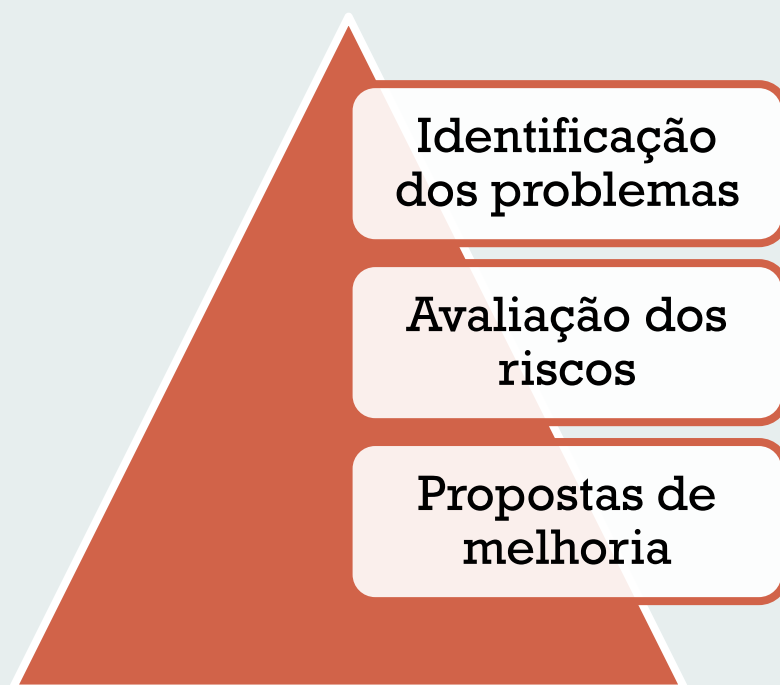 Identificação
dos problemas
Avaliação dos
riscos
Propostas de
melhoria